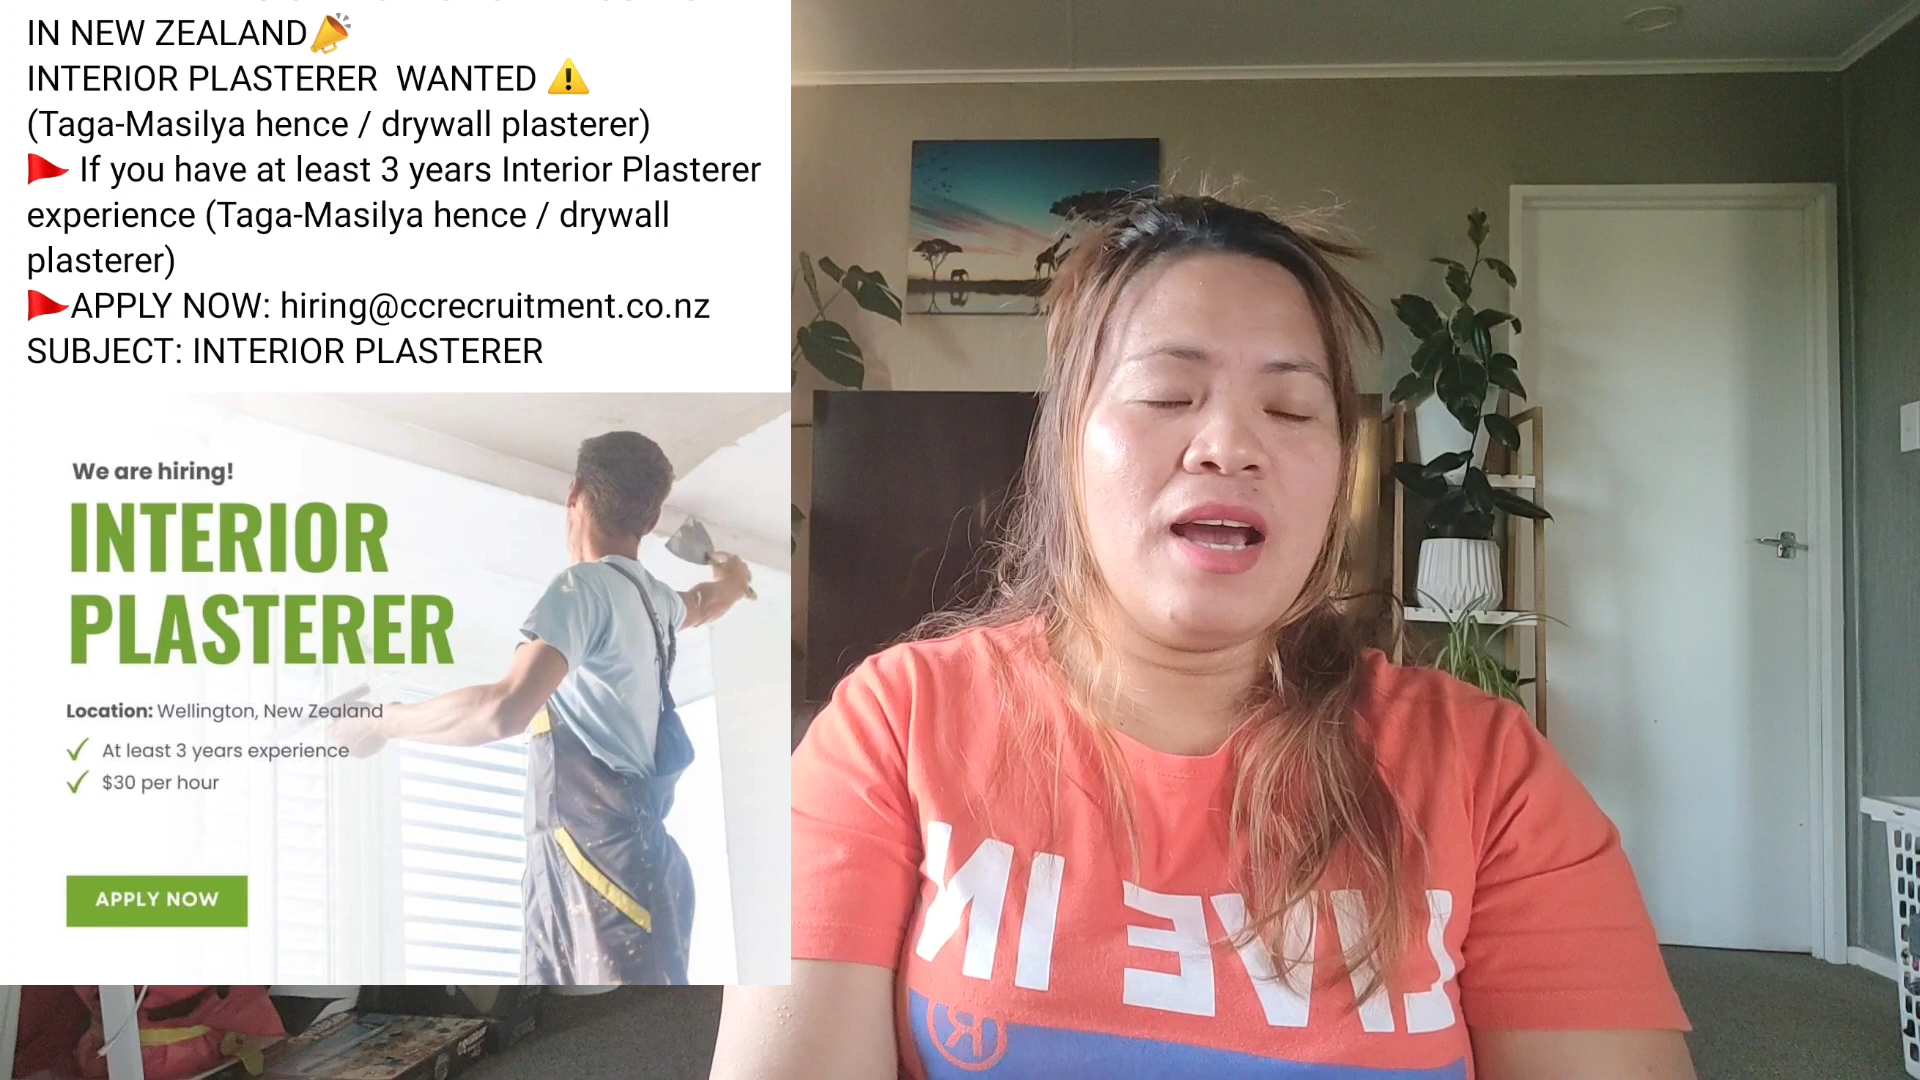 IN NEW ZEALAND📣
INTERIOR PLASTERER  WANTED ⚠️
(Taga-Masilya hence / drywall plasterer)
🚩 If you have at least 3 years Interior Plasterer
experience (Taga-Masilya hence / drywall
plasterer)
🚩APPLY NOW: hiring@ccrecruitment.co.nz
SUBJECT: INTERIOR PLASTERER
We are hiring!
INTERIOR
PLASTERER
Location: Wellington, New Zealand
✓ At least 3 years experience
✓ $30 per hour
APPLY NOW
LIVE IN
R